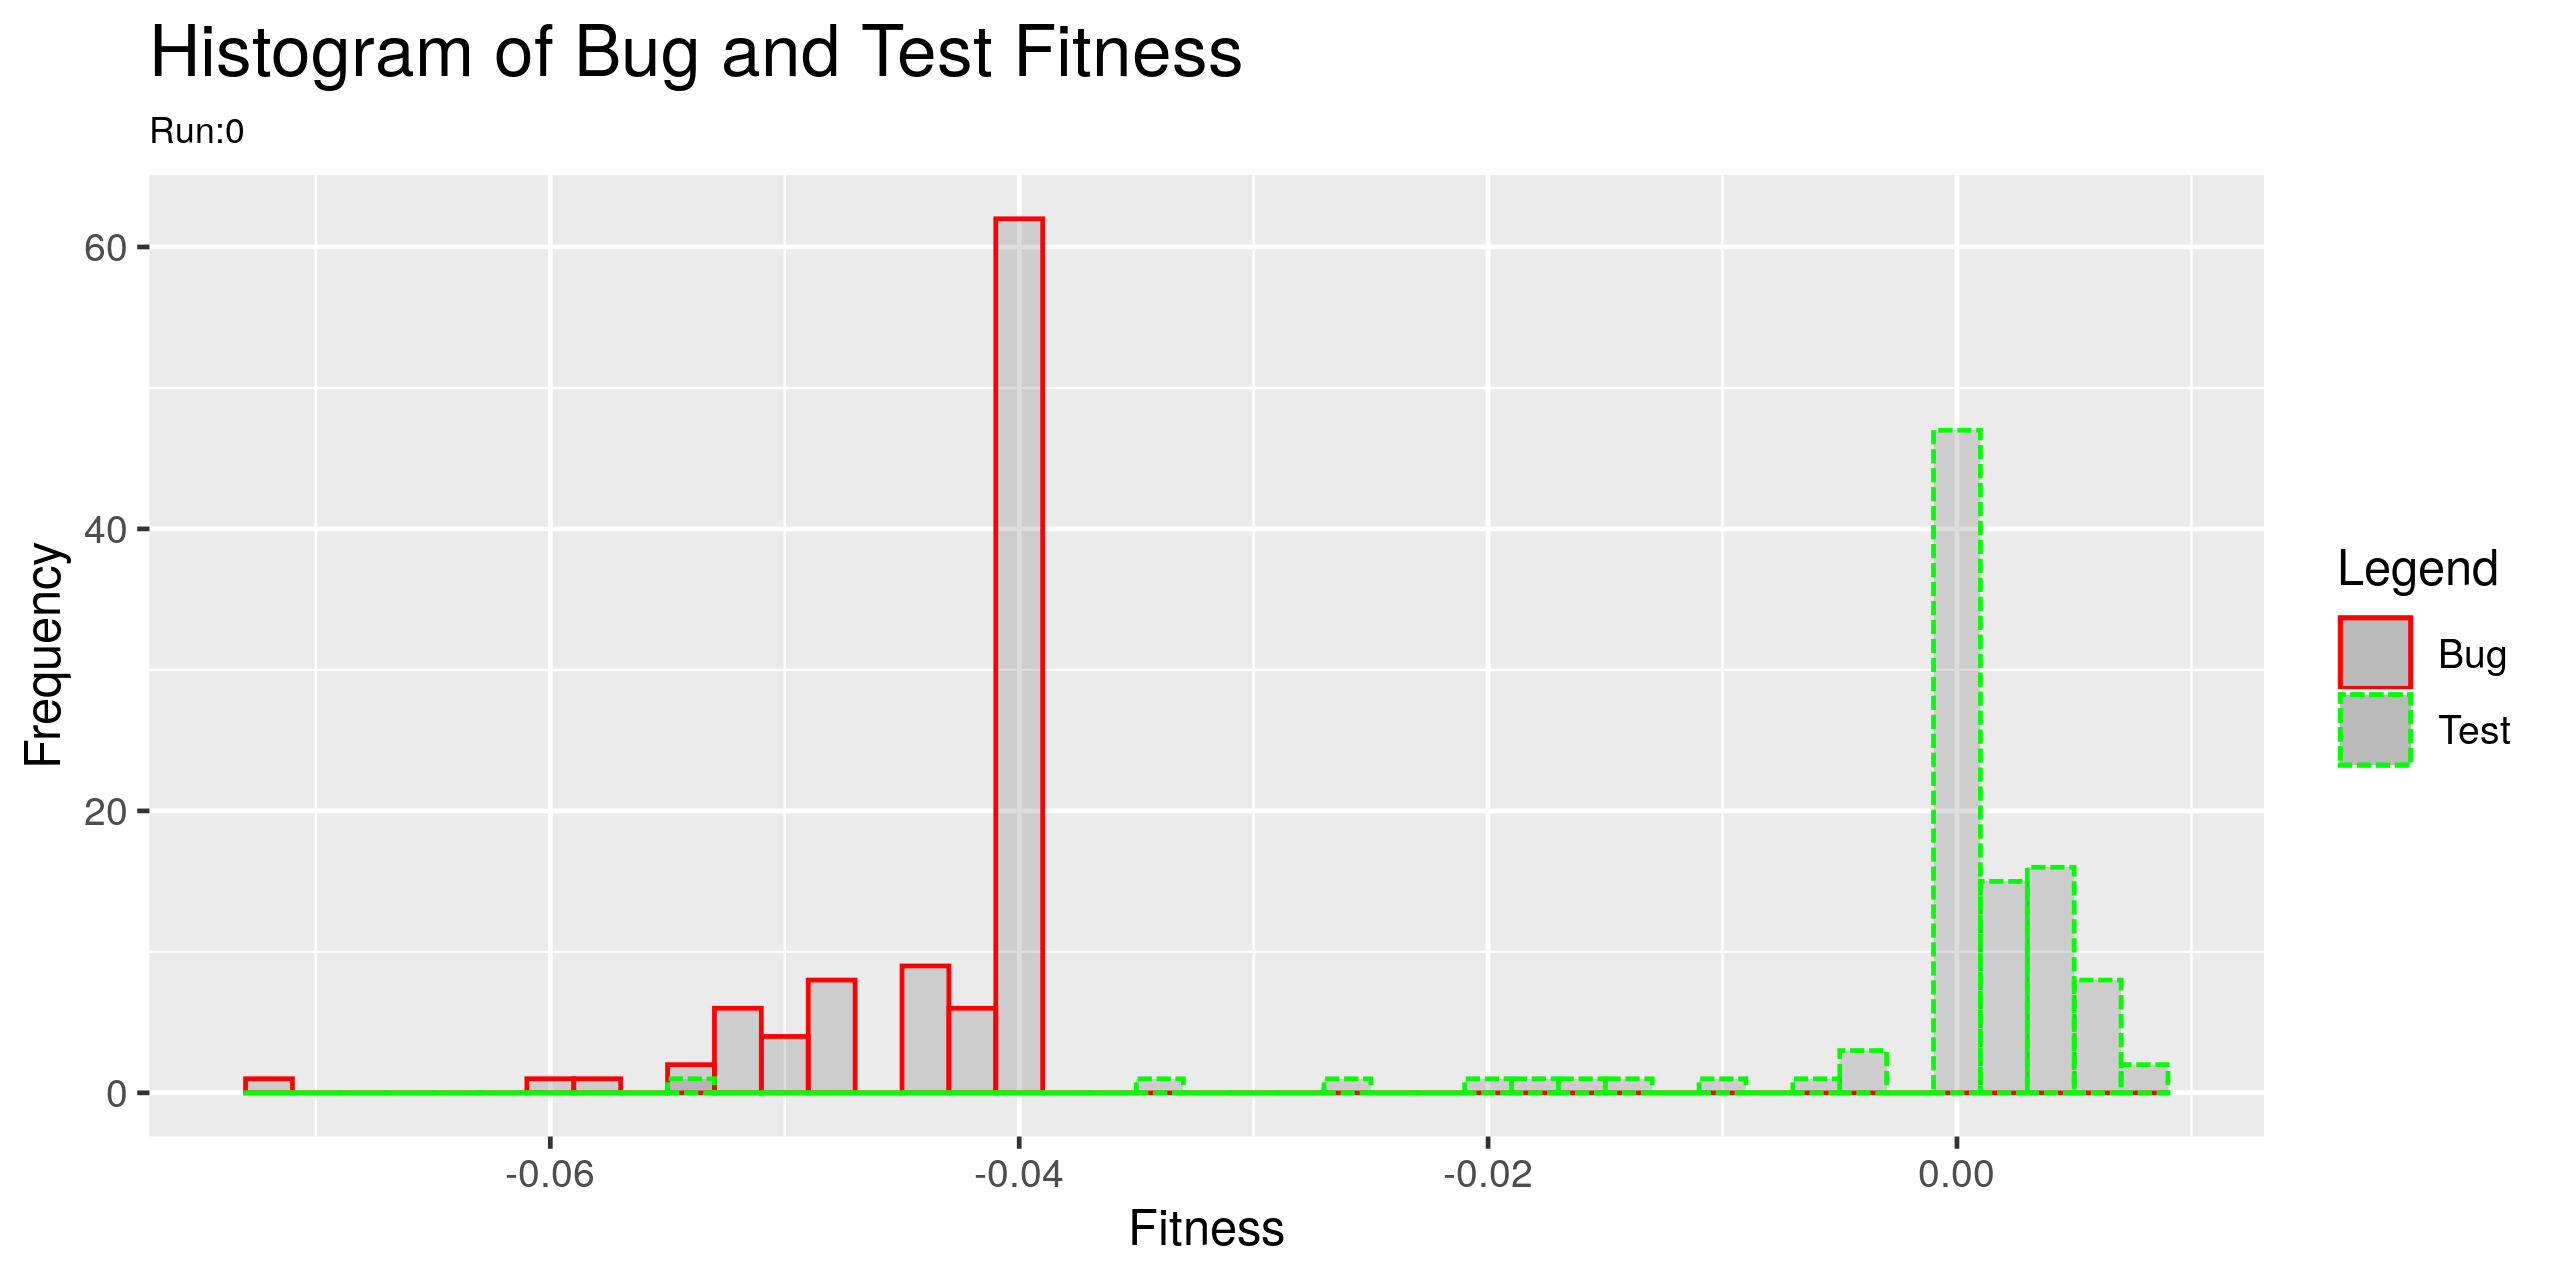 Histogram of Bug and Test Fitness
Run:0
Frequency
60
40
20
0
-0.06
-0.04
-0.02
0.00
Fitness
Legend
Bug
Test